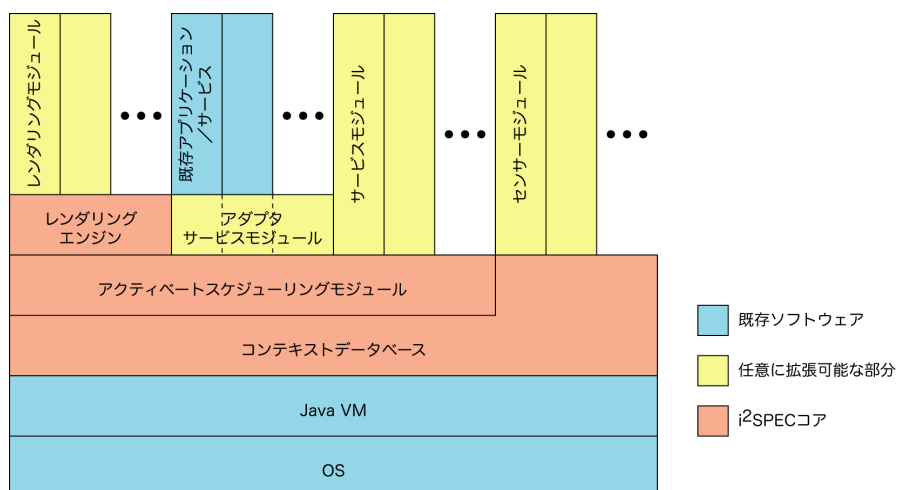 レンダリングモジュール
既存アプリケーション
／サービス
サービスモジュール
センサーモジュール
レンダリング
エンジン
アダプタ
サービスモジュール
アクティベートスケジューリングモジュール
コンテキストデータベース
Java VM
OS
既存ソフトウェア
任意に拡張可能な部分
i²SPECコア